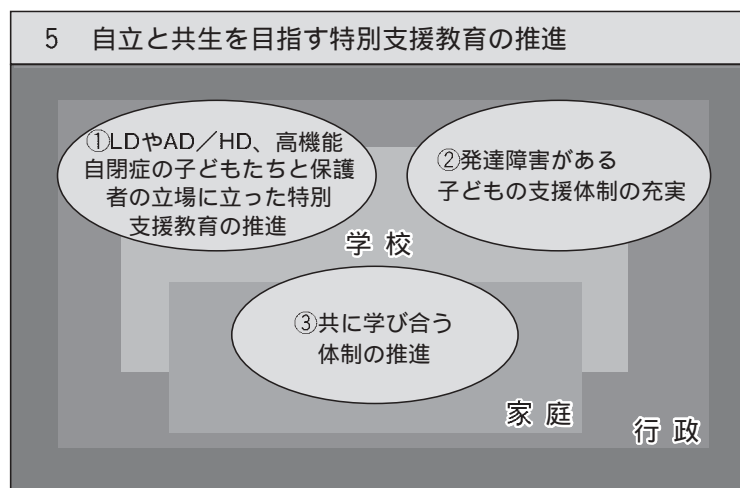 5 自立と共生を目指す特別支援教育の推進
①LDやAD／HD、高機能
自閉症の子どもたちと保護
者の立場に立った特別
支援教育の推進
②発達障害がある
子どもの支援体制の充実
学校
③共に学び合う
体制の推進
家庭
行政